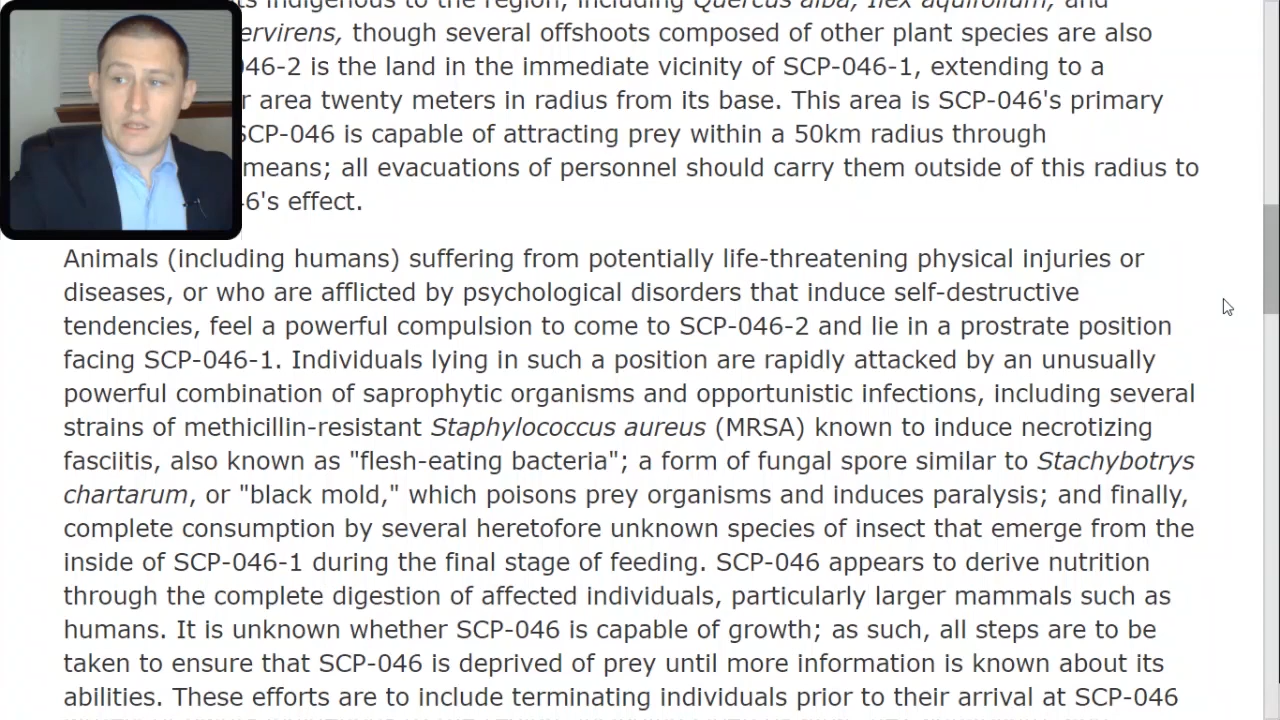 ts indigenous to the region, including Quercus alba, Ilex aquifolium, and
ervirens, though several offshoots composed of other plant species are also
46-2 is the land in the immediate vicinity of SCP-046-1, extending to a
r area twenty meters in radius from its base. This area is SCP-046's primary
SCP-046 is capable of attracting prey within a 50km radius through
means; all evacuations of personnel should carry them outside of this radius to
6's effect.
Animals (including humans) suffering from potentially life-threatening physical injuries or
diseases, or who are afflicted by psychological disorders that induce self-destructive
tendencies, feel a powerful compulsion to come to SCP-046-2 and lie in a prostrate position
facing SCP-046-1. Individuals lying in such a position are rapidly attacked by an unusually
powerful combination of saprophytic organisms and opportunistic infections, including several
strains of methicillin-resistant Staphylococcus aureus (MRSA) known to induce necrotizing
fasciitis, also known as "flesh-eating bacteria"; a form of fungal spore similar to Stachybotrys
chartarum, or "black mold," which poisons prey organisms and induces paralysis; and finally,
complete consumption by several heretofore unknown species of insect that emerge from the
inside of SCP-046-1 during the final stage of feeding. SCP-046 appears to derive nutrition
through the complete digestion of affected individuals, particularly larger mammals such as
humans. It is unknown whether SCP-046 is capable of growth; as such, all steps are to be
taken to ensure that SCP-046 is deprived of prey until more information is known about its
abilities. These efforts are to include terminating individuals prior to their arrival at SCP-046